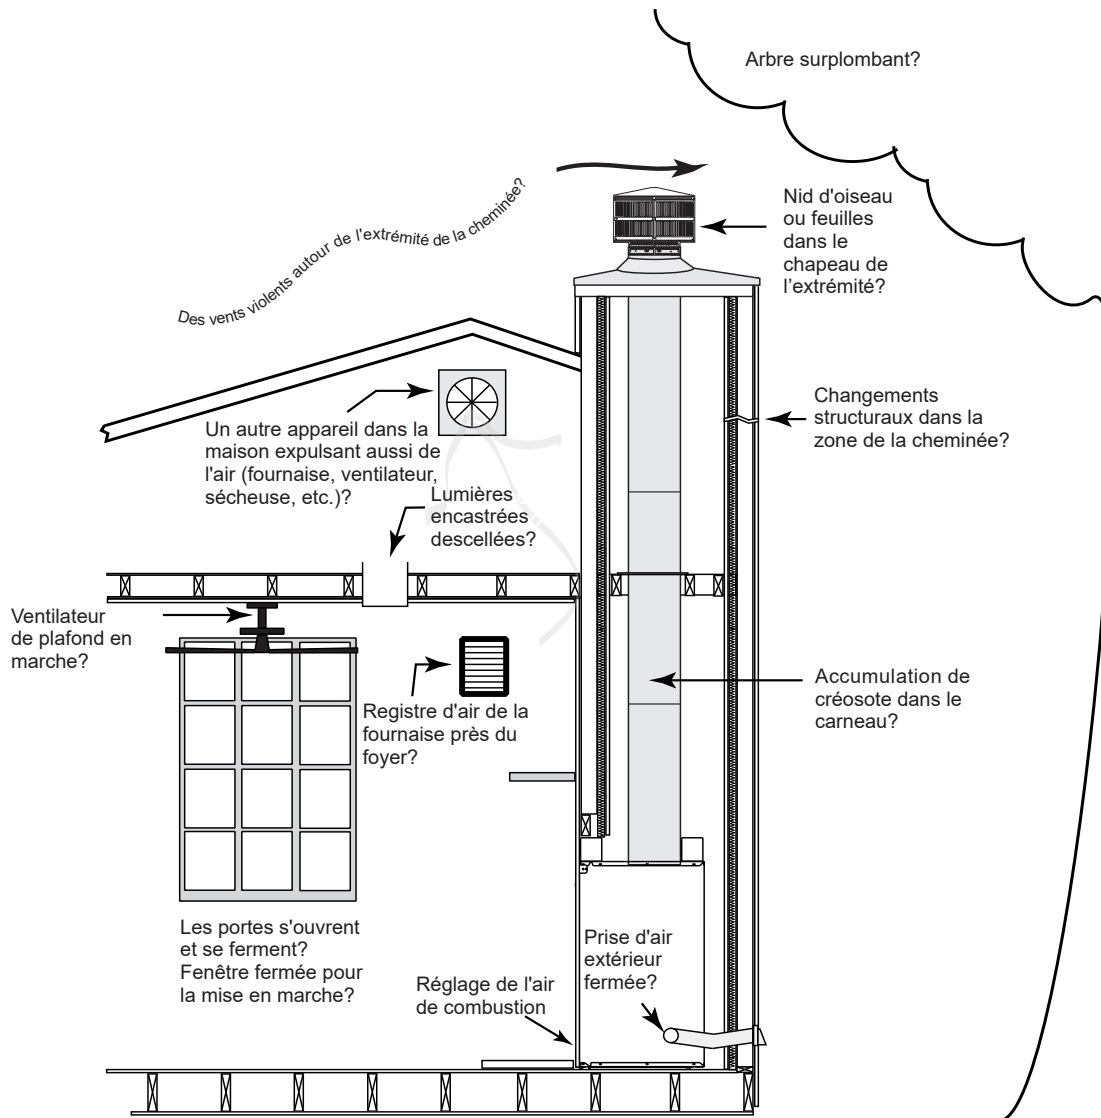 Arbre surplombant?
Des vents violents autour de l'extrémité de la cheminée?
Nid d'oiseau
ou feuilles
dans le
chapeau de
l'extrémité?
Changements
structuraux dans la
zone de la cheminée?
Un autre appareil dans la
maison expulsant aussi de
l'air (fournaise, ventilateur,
sécheuse, etc.)?
Lumières
encastrées
descellées?
Ventilateur
de plafond en
marche?
Registre d'air de la
fournaise près du
foyer?
Accumulation de
créosote dans le
carneau?
Les portes s'ouvrent
et se ferment?
Fenêtre fermée pour
la mise en marche?
Réglage de l'air
de combustion
Prise d'air
extérieur
fermée?